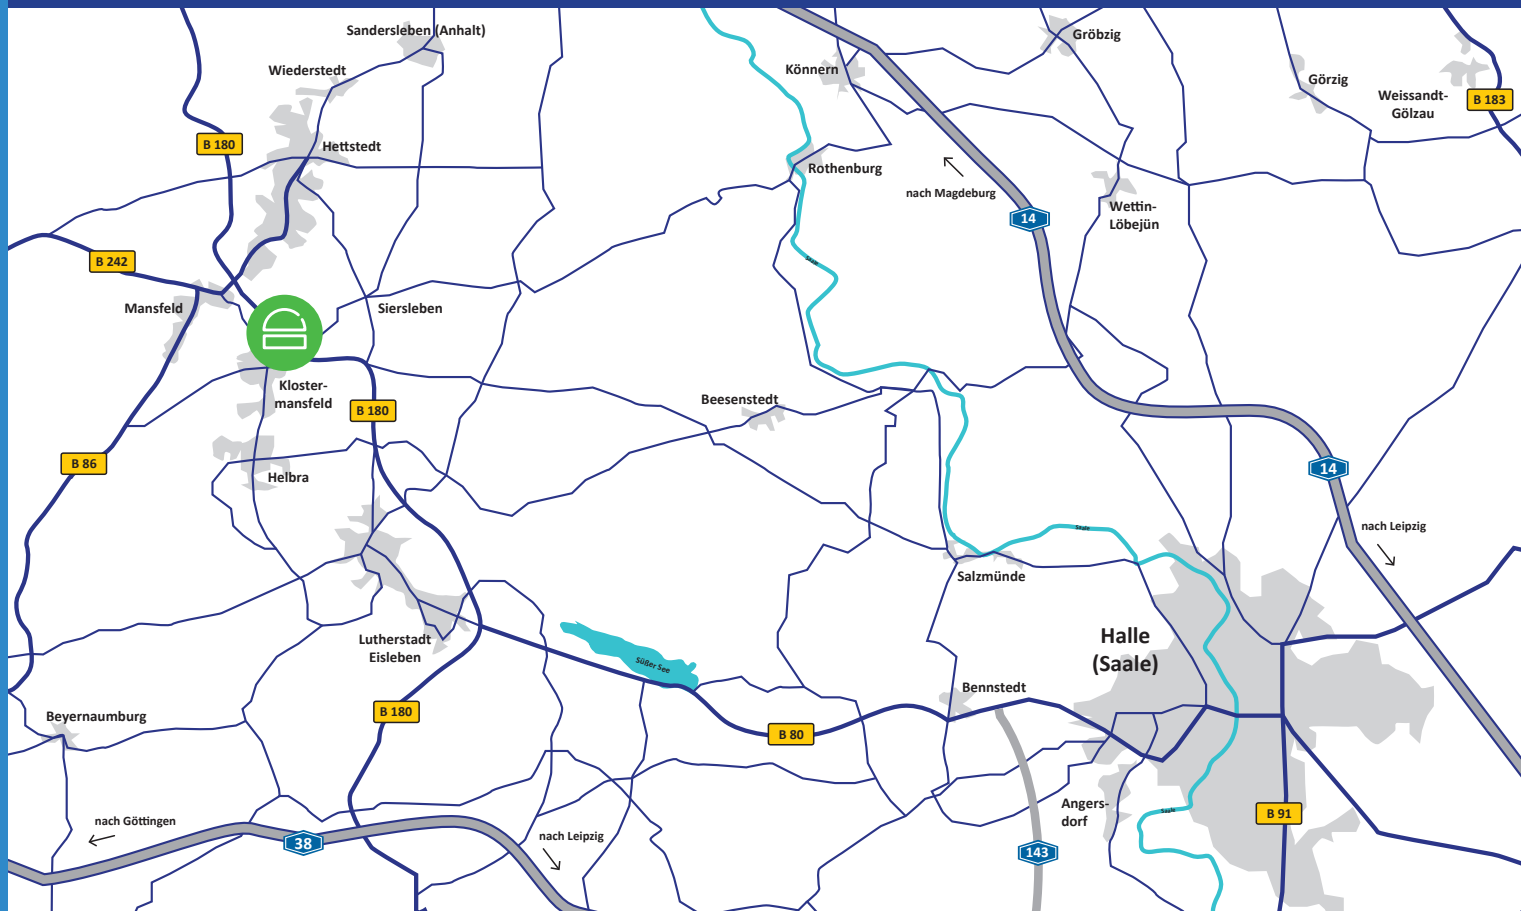 Sandersleben (Anhalt)
Gröbzig
Könnern
Wiederstedt
Görzig
Weissandt-
Gölzau
B 183
B 180
Hettstedt
Rothenburg
nach Magdeburg
Wettin-
Löbejün
14
B 242
Saale
Mansfeld
Siersleben
Kloster-
mansfeld
B 180
Beesenstedt
B 86
Helbra
14
nach Leipzig
Saale
Salzmünde
Lutherstadt
Eisleben
Süßer See
Halle
(Saale)
Bennstedt
Beyernaumburg
B 180
B 80
Angers-
dorf
Saale
B 91
nach Göttingen
38
nach Leipzig
143